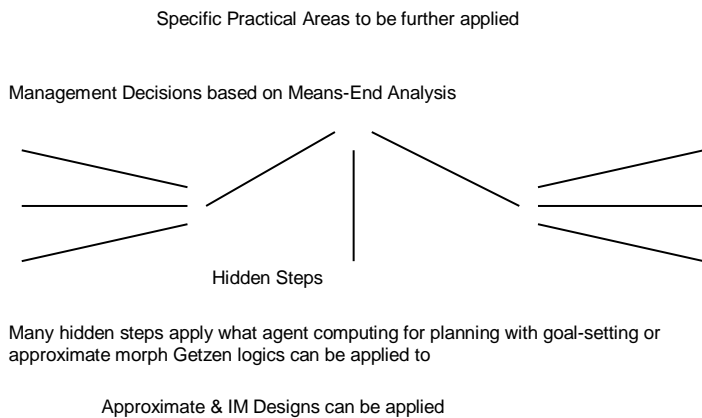 Specific Practical Areas to be further applied
Management Decisions based on Means-End Analysis
Hidden Steps
Many hidden steps apply what agent computing for planning with goal-setting or
approximate morph Getzen logics can be applied to
Approximate & IM Designs can be applied